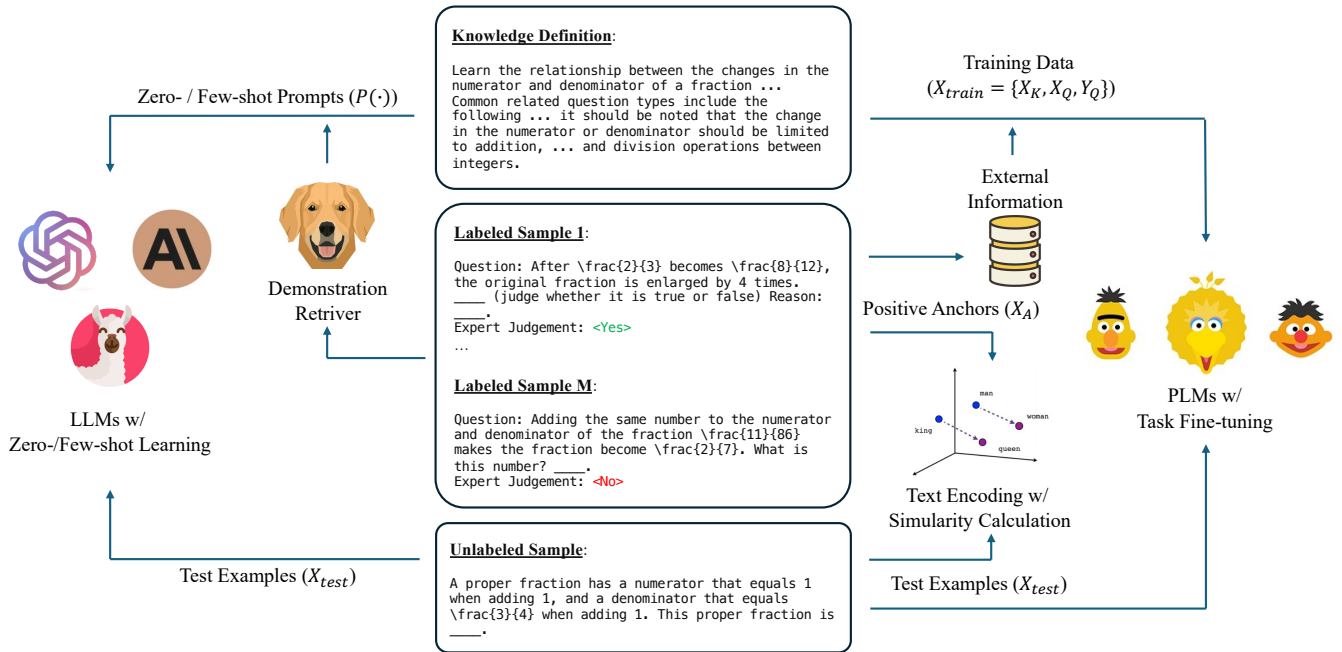 Zero- / Few-shot Prompts (P(·))
Demonstration
Retriver
LLMs w/
Zero-/Few-shot Learning
Test Examples (X_test)
Knowledge Definition:
Learn the relationship between the changes in the
numerator and denominator of a fraction ...
Common related question types include the
following ... it should be noted that the change
in the numerator or denominator should be limited
to addition, ... and division operations between
integers.
Labeled Sample 1:
Question: After \frac{2}{3} becomes \frac{8}{12},
the original fraction is enlarged by 4 times.
____ (judge whether it is true or false) Reason:
____.
Expert Judgement: <Yes>
...
Labeled Sample M:
Question: Adding the same number to the numerator
and denominator of the fraction \frac{11}{86}
makes the fraction become \frac{2}{7}. What is
this number? ____.
Expert Judgement: <No>
Unlabeled Sample:
A proper fraction has a numerator that equals 1
when adding 1, and a denominator that equals
\frac{3}{4} when adding 1. This proper fraction is
____.
Training Data
(X_train = {X_K, X_Q, Y_Q})
External
Information
Positive Anchors (X_A)
man
woman
king
queen
Text Encoding w/
Simularity Calculation
PLMs w/
Task Fine-tuning
Test Examples (X_test)